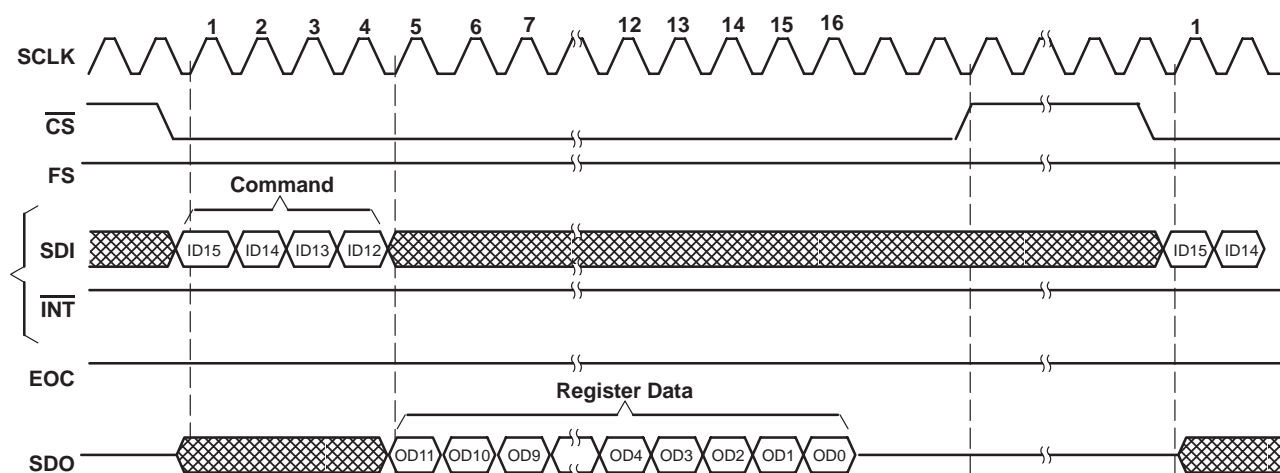 1 2 3 4 5 6 7 12 13 14 15 16 1
SCLK
CS
FS
Command
SDI ID15 ID14 ID13 ID12 ID15 ID14
INT
EOC
Register Data
SDO OD11 OD10 OD9 OD4 OD3 OD2 OD1 OD0